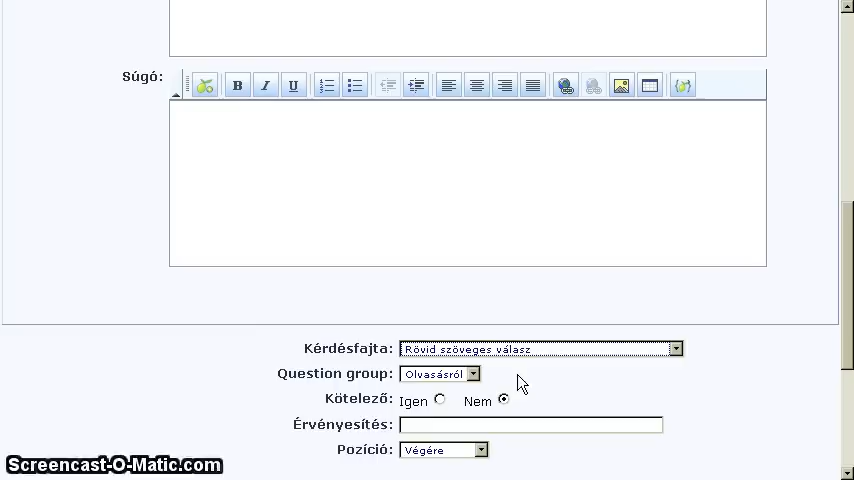 Súgó:
B I U
Kérdésfajta: Rövid szöveges válasz
Question group: Olvasásról
Kötelező: Igen Nem
Érvényesítés:
Pozíció: Végére
Screencast-O-Matic.com